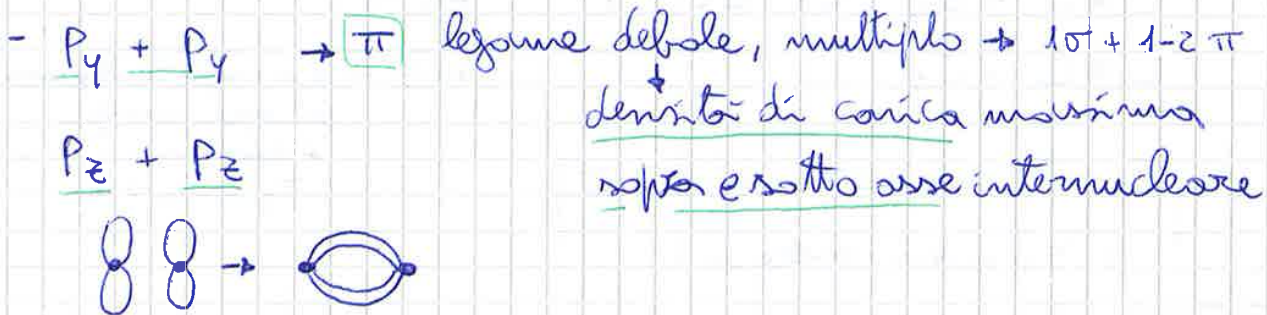 - Py + Py → π legame debole, multiplo → 1σ + 1-2 π
↓
densità di carica massima
Pz + Pz
sopra e sotto asse internucleare
→